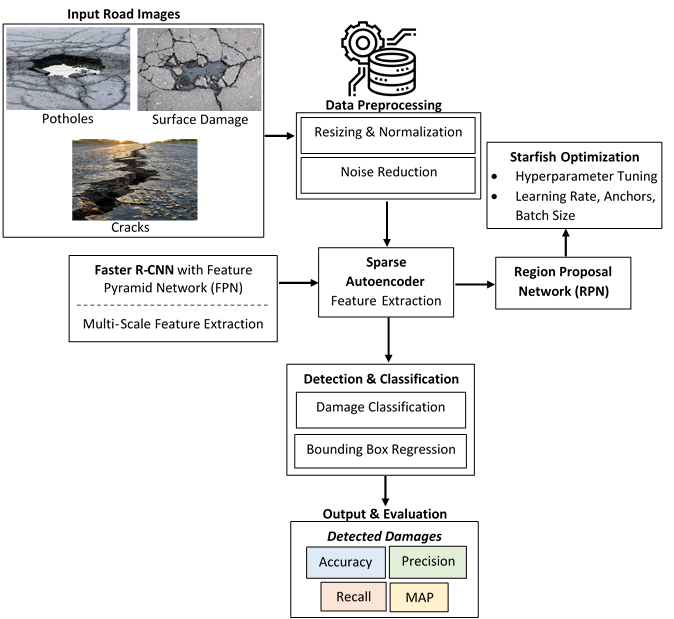 Input Road Images
Potholes
Surface Damage
Cracks
Data Preprocessing
Resizing & Normalization
Noise Reduction
Starfish Optimization
• Hyperparameter Tuning
• Learning Rate, Anchors,
Batch Size
Faster R-CNN with Feature
Pyramid Network (FPN)
Multi-Scale Feature Extraction
Sparse
Autoencoder
Feature Extraction
Region Proposal
Network (RPN)
Detection & Classification
Damage Classification
Bounding Box Regression
Output & Evaluation
Detected Damages
Accuracy
Precision
Recall
MAP